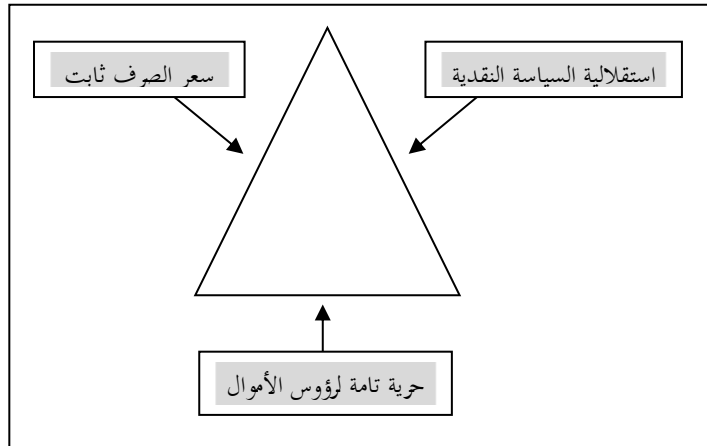 استقلالية السياسة النقدية
سعر الصرف ثابت
حرية تامة لرؤوس الأموال